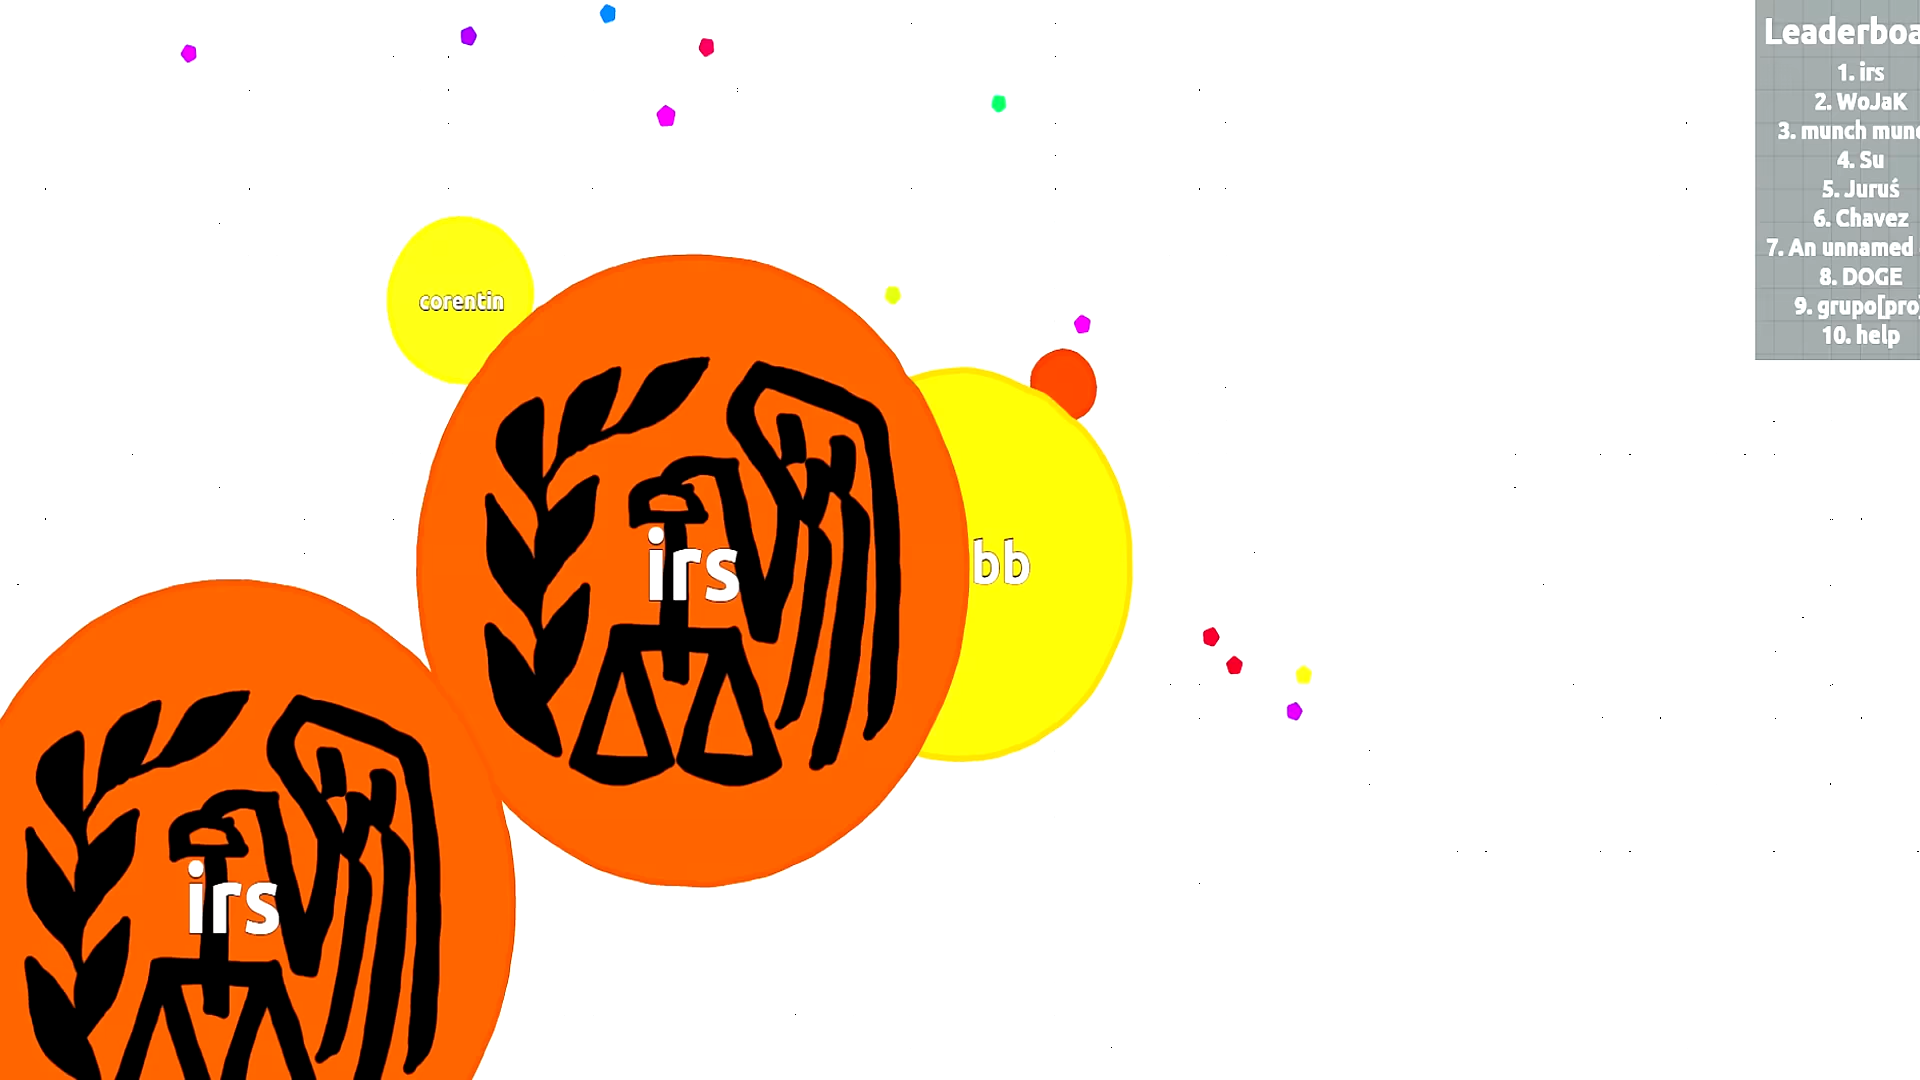 Leaderboa
1. irs
2. WoJaK
3. munch mun
4. Su
5. Juruś
6. Chavez
7. An unnamed
8. DOGE
9. grupo[pro]
10. help
corentin
irs
bb
irs